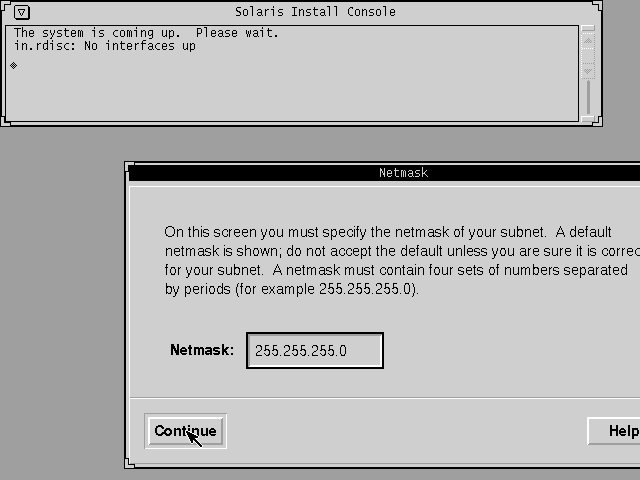 Solaris Install Console
The system is coming up.  Please wait.
in.rdisc: No interfaces up
Netmask
On this screen you must specify the netmask of your subnet.  A default
netmask is shown; do not accept the default unless you are sure it is correc
for your subnet.  A netmask must contain four sets of numbers separated
by periods (for example 255.255.255.0).
Netmask: 255.255.255.0
Continue Help